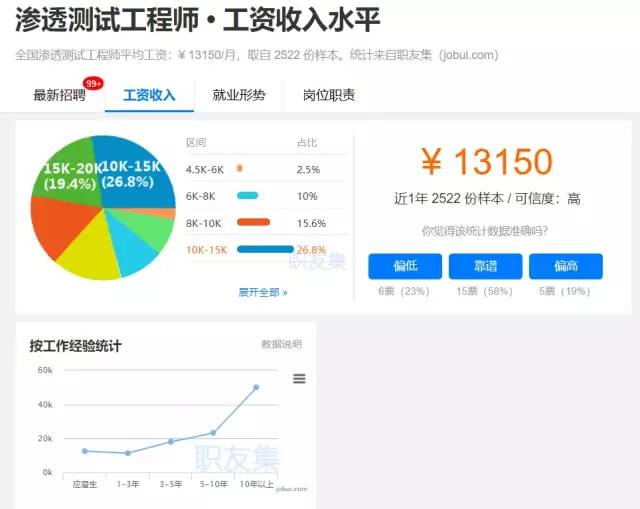 渗透测试工程师 • 工资收入水平
全国渗透测试工程师平均工资：¥ 13150/月，取自 2522 份样本。统计来自职友集（jobui.com）
99+
最新招聘 工资收入 就业形势 岗位职责
15K-20K 10K-15K
(19.4%) (26.8%)
区间 占比
4.5K-6K 2.5%
6K-8K 10%
8K-10K 15.6%
10K-15K 26.8%
职友集
展开全部 »
¥ 13150
近1年 2522 份样本 / 可信度：高
你觉得该统计数据准确吗？
偏低 靠谱 偏高
6票（23%） 15票（58%） 5票（19%）
按工作经验统计 数据说明
60k
40k
20k
0k
职友集
应届生 1-3年 3-5年 5-10年 10年以上
jobui.com